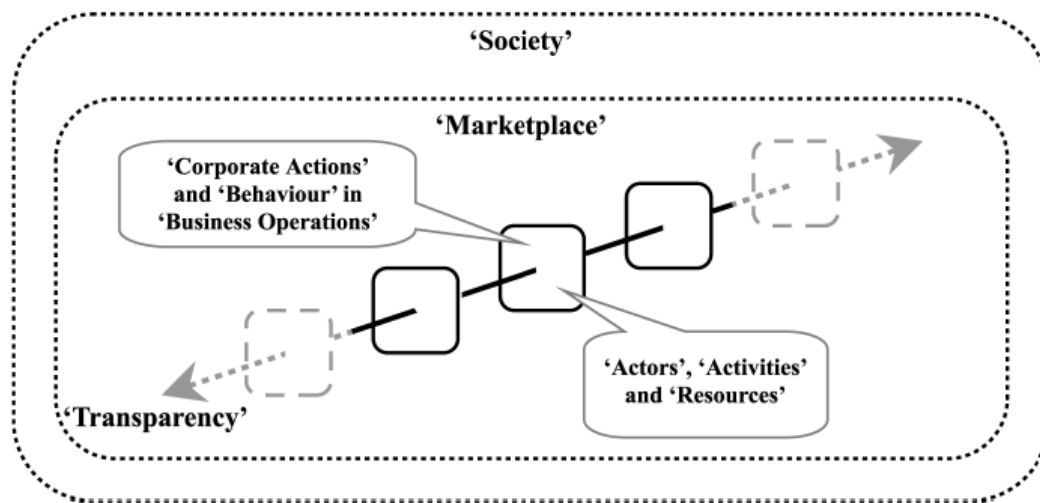 ‘Society’
‘Marketplace’
‘Corporate Actions’
and ‘Behaviour’ in
‘Business Operations’
‘Actors’, ‘Activities’
and ‘Resources’
‘Transparency’